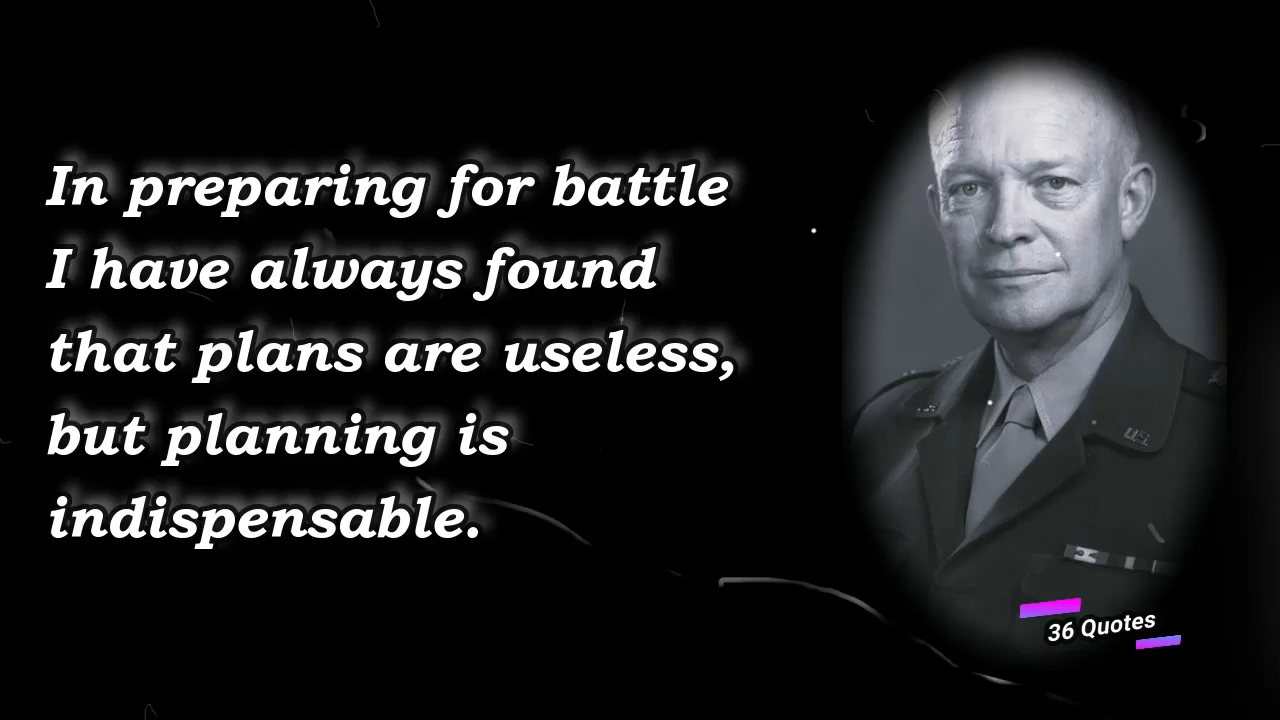 In preparing for battle
I have always found
that plans are useless,
but planning is
indispensable.
U.S.
36 Quotes